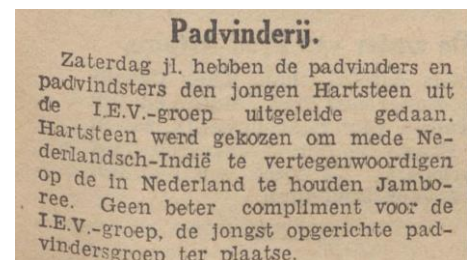 Padvinderij.
Zaterdag jl. hebben de padvinders en
padvindsters den jongen Hartsteen uit
de I.E.V.-groep uitgeleide gedaan.
Hartsteen werd gekozen om mede Ne-
derlandsch-Indië te vertegenwoordigen
op de in Nederland te houden Jambo-
ree. Geen beter compliment voor de
I.E.V.-groep, de jongst opgerichte pad-
vindersgroep ter plaatse.